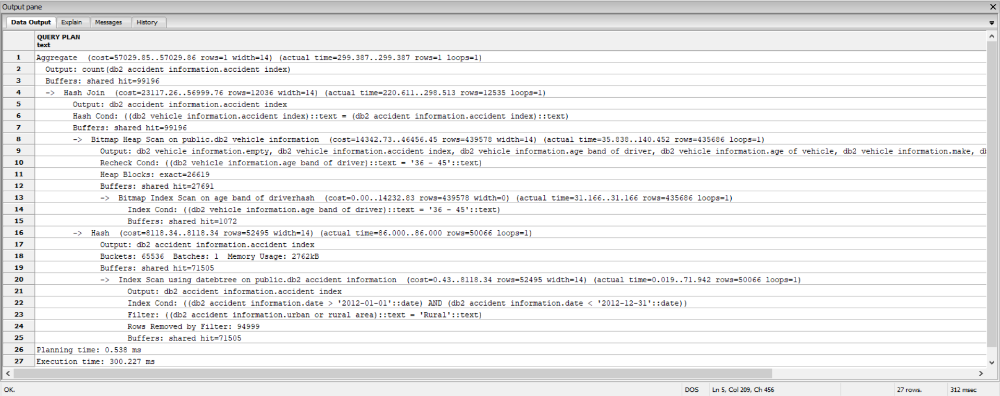 Output pane
Data Output Explain Messages History
QUERY PLAN
text
1 Aggregate (cost=57029.85..57029.86 rows=1 width=14) (actual time=299.387..299.387 rows=1 loops=1)
2 Output: count(db2 accident information.accident index)
3 Buffers: shared hit=99196
4 -> Hash Join (cost=23117.26..56999.76 rows=12036 width=14) (actual time=220.611..298.513 rows=12535 loops=1)
5 Output: db2 accident information.accident index
6 Hash Cond: ((db2 vehicle information.accident index)::text = (db2 accident information.accident index)::text)
7 Buffers: shared hit=99196
8 -> Bitmap Heap Scan on public.db2 vehicle information (cost=14342.73..46456.45 rows=439578 width=14) (actual time=35.838..140.452 rows=435686 loops=1)
9 Output: db2 vehicle information.empty, db2 vehicle information.accident index, db2 vehicle information.age band of driver, db2 vehicle information.age of vehicle, db2 vehicle information.make, db
10 Recheck Cond: ((db2 vehicle information.age band of driver)::text = '36 - 45'::text)
11 Heap Blocks: exact=26619
12 Buffers: shared hit=27691
13 -> Bitmap Index Scan on age band of driverhash (cost=0.00..14232.83 rows=439578 width=0) (actual time=31.166..31.166 rows=435686 loops=1)
14 Index Cond: ((db2 vehicle information.age band of driver)::text = '36 - 45'::text)
15 Buffers: shared hit=1072
16 -> Hash (cost=8118.34..8118.34 rows=52495 width=14) (actual time=86.000..86.000 rows=50066 loops=1)
17 Output: db2 accident information.accident index
18 Buckets: 65536 Batches: 1 Memory Usage: 2762kB
19 Buffers: shared hit=71505
20 -> Index Scan using datebtree on public.db2 accident information (cost=0.43..8118.34 rows=52495 width=14) (actual time=0.019..71.942 rows=50066 loops=1)
21 Output: db2 accident information.accident index
22 Index Cond: ((db2 accident information.date > '2012-01-01'::date) AND (db2 accident information.date < '2012-12-31'::date))
23 Filter: ((db2 accident information.urban or rural area)::text = 'Rural'::text)
24 Rows Removed by Filter: 94999
25 Buffers: shared hit=71505
26 Planning time: 0.538 ms
27 Execution time: 300.227 ms
OK. DOS Ln 5, Col 209, Ch 456 27 rows. 312 msec